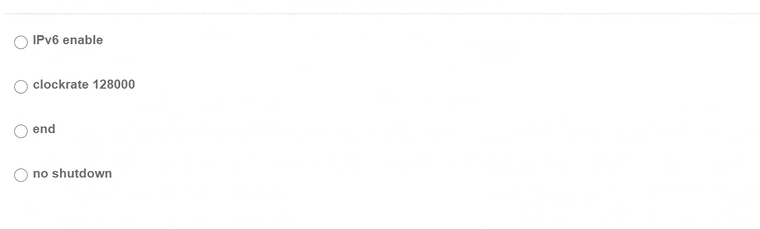 IPv6 enable
clockrate 128000
end
no shutdown